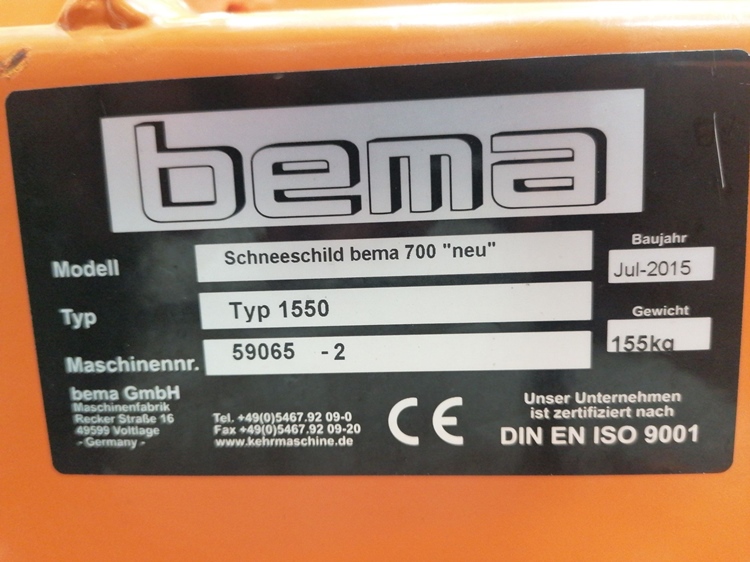 bema
Modell Schneeschild bema 700 "neu"
Baujahr
Jul-2015
Typ Typ 1550
Gewicht
155kg
Maschinennr. 59065 -2
bema GmbH
Maschinenfabrik
Recker Straße 16
49599 Voltlage
- Germany -
Tel. +49(0)5467.92 09-0
Fax +49(0)5467.92 09-20
www.kehrmaschine.de
CE
Unser Unternehmen
ist zertifiziert nach
DIN EN ISO 9001